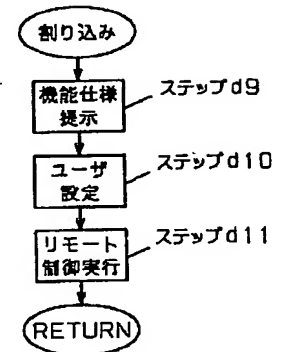 割り込み
機能仕様
提示
ステップd9
ユーザ
設定
ステップd10
リモート
制御実行
ステップd11
RETURN